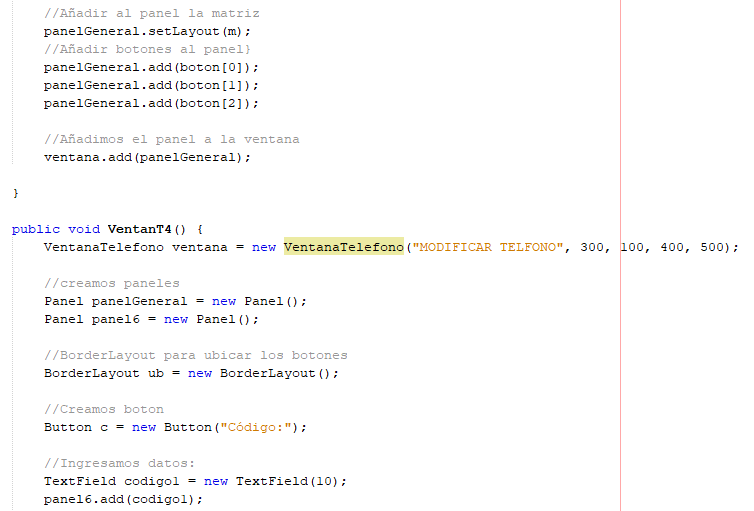 //Añadir al panel la matriz
panelGeneral.setLayout(m);
//Añadir botones al panel}
panelGeneral.add(boton[0]);
panelGeneral.add(boton[1]);
panelGeneral.add(boton[2]);
//Añadimos el panel a la ventana
ventana.add(panelGeneral);
}
public void VentanT4() {
VentanaTelefono ventana = new VentanaTelefono("MODIFICAR TELFONO", 300, 100, 400, 500);
//creamos paneles
Panel panelGeneral = new Panel();
Panel panel6 = new Panel();
//BorderLayout para ubicar los botones
BorderLayout ub = new BorderLayout();
//Creamos boton
Button c = new Button("Código:");
//Ingresamos datos:
TextField codigo1 = new TextField(10);
panel6.add(codigo1);